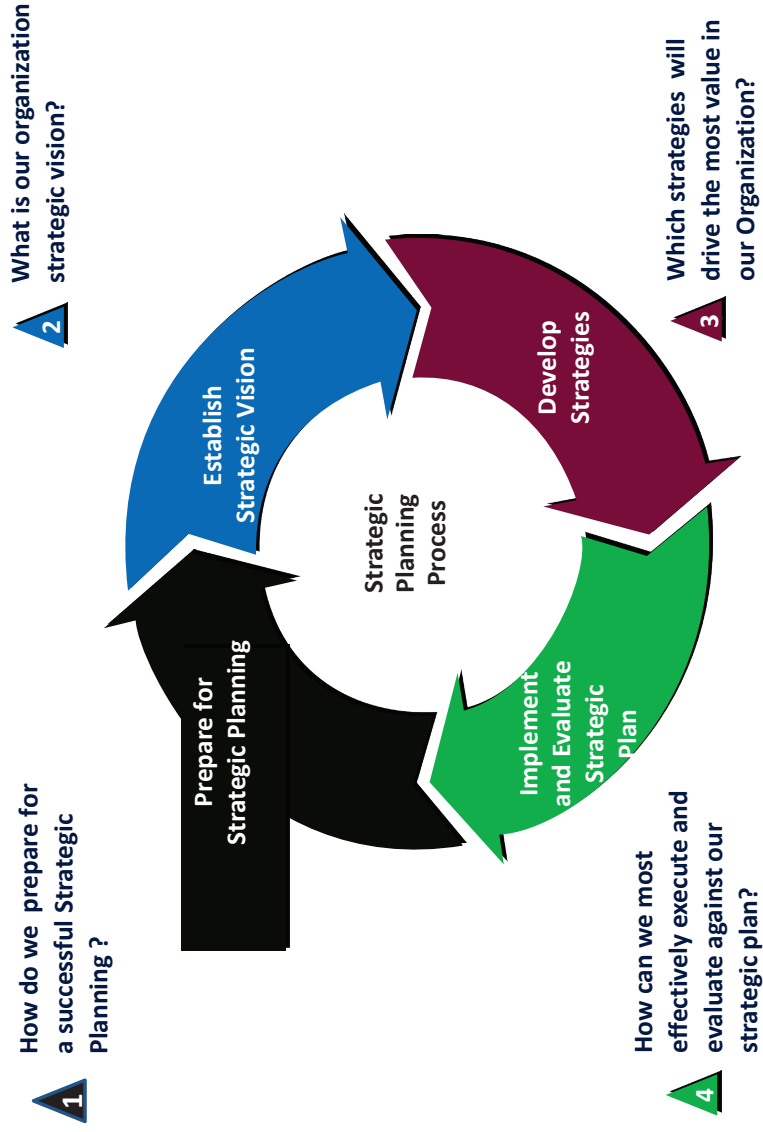 1
How do we prepare for
a successful Strategic
Planning ?
2
What is our organization
strategic vision?
Prepare for
Strategic Planning
Establish
Strategic Vision
Strategic
Planning
Process
Implement
and Evaluate
Strategic
Plan
Develop
Strategies
4
How can we most
effectively execute and
evaluate against our
strategic plan?
3
Which strategies will
drive the most value in
our Organization?